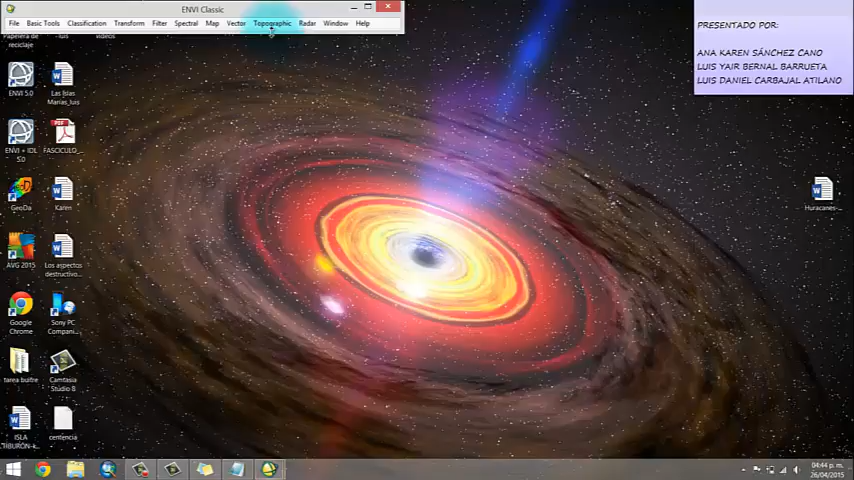 ENVI Classic
File Basic Tools Classification Transform Filter Spectral Map Vector Topographic Radar Window Help
PRESENTADO POR:
ANA KAREN SÁNCHEZ CANO
LUIS YAIR BERNAL BARRUETA
LUIS DANIEL CARBAJAL ATILANO
Papelera de
reciclaje
luis
videos
ENVI 5.0
Las Islas
Marias_luis
ENVI + IDL
5.0
FASCICULO_...
GeoDa
Karen
Huracanes-...
AVG 2015
Los aspectos
destructivo...
Google
Chrome
Sony PC
Compani...
tarea buitre
Camtasia
Studio 8
ISLA
centencia
04:44 p. m.
26/04/2015